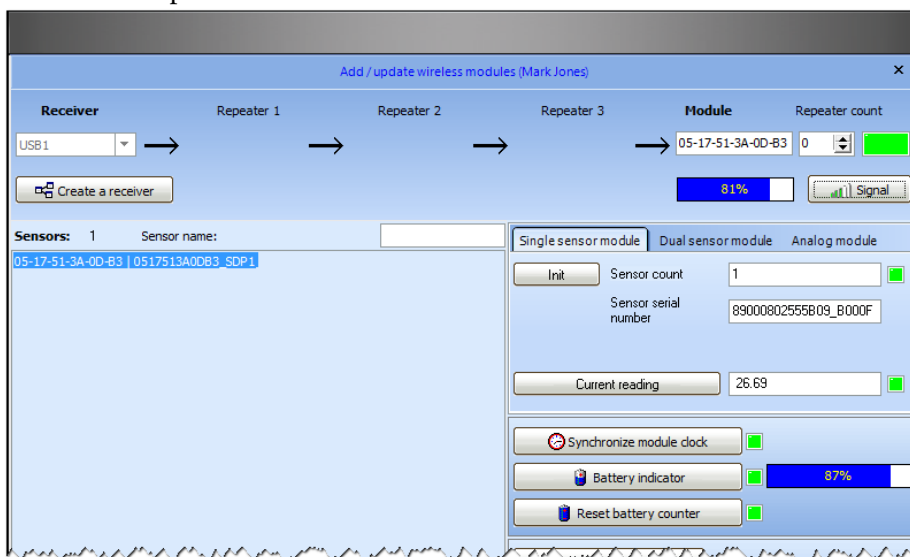 Add / update wireless modules (Mark Jones)
Receiver Repeater 1 Repeater 2 Repeater 3 Module Repeater count
USB1 05-17-51-3A-0D-B3 0
Create a receiver 81% Signal
Sensors: 1 Sensor name:
05-17-51-3A-0D-B3 | 0517513A0DB3_SDP1
Single sensor module Dual sensor module Analog module
Init Sensor count 1
Sensor serial
number 89000802555B09_B000F
Current reading 26.69
Synchronize module clock
Battery indicator 87%
Reset battery counter